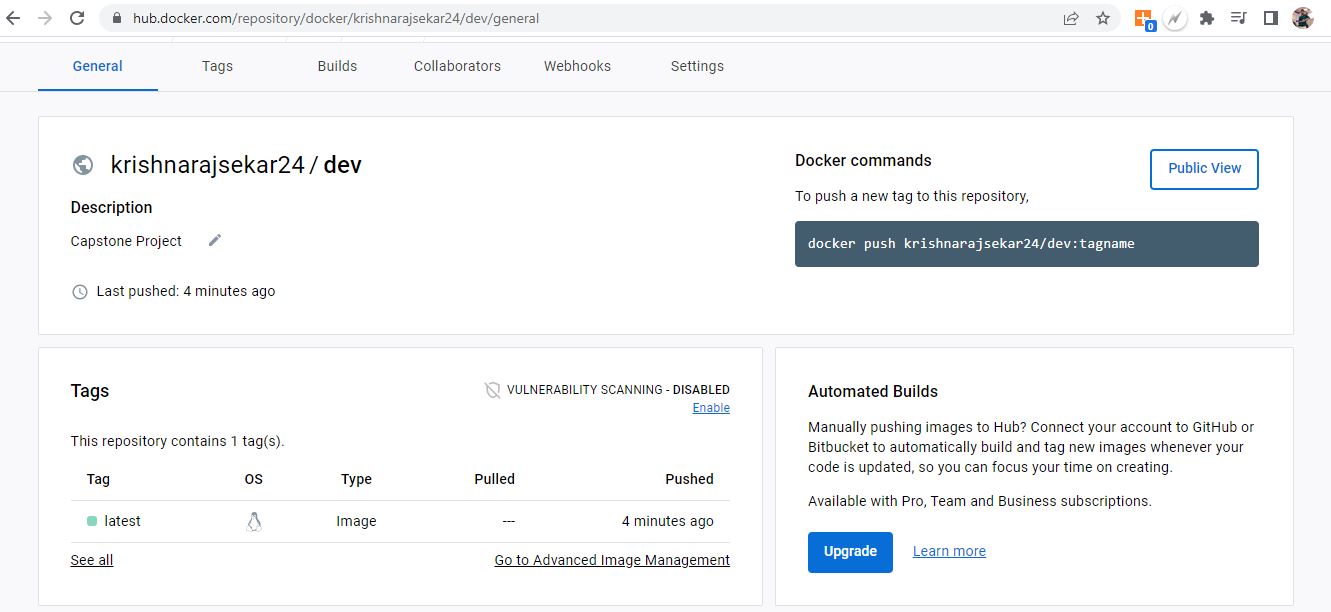 hub.docker.com/repository/docker/krishnarajsekar24/dev/general
0
General Tags Builds Collaborators Webhooks Settings
krishnarajsekar24 / dev
Description
Capstone Project
Last pushed: 4 minutes ago
Docker commands
Public View
To push a new tag to this repository,
docker push krishnarajsekar24/dev:tagname
Tags
VULNERABILITY SCANNING - DISABLED
Enable
This repository contains 1 tag(s).
Tag OS Type Pulled Pushed
latest Image --- 4 minutes ago
See all Go to Advanced Image Management
Automated Builds
Manually pushing images to Hub? Connect your account to GitHub or
Bitbucket to automatically build and tag new images whenever your
code is updated, so you can focus your time on creating.
Available with Pro, Team and Business subscriptions.
Upgrade Learn more